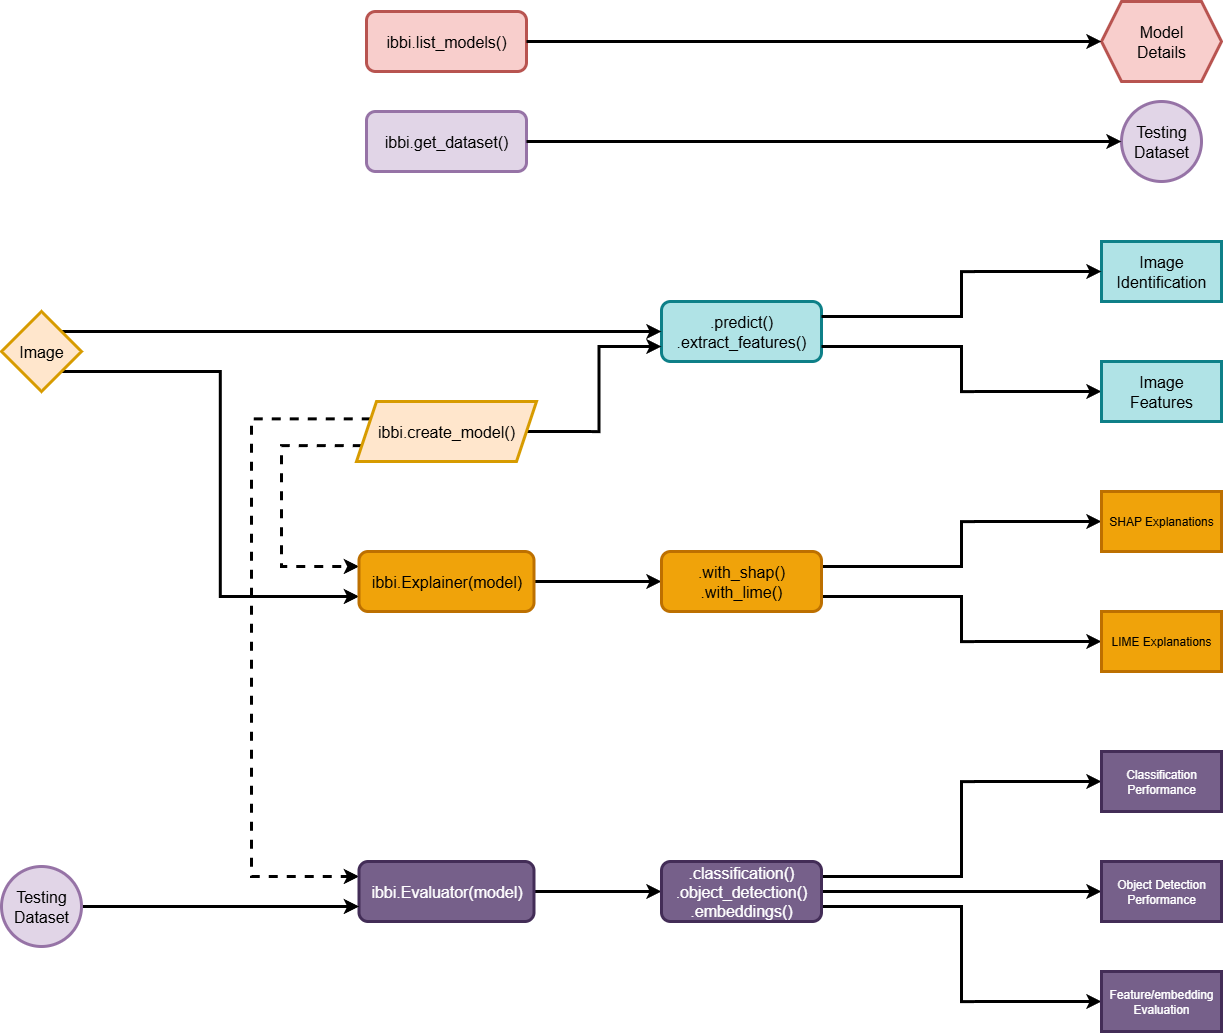 ibbi.list_models()
Model
Details
ibbi.get_dataset()
Testing
Dataset
Image
Identification
Image
.predict()
.extract_features()
Image
Features
ibbi.create_model()
SHAP Explanations
ibbi.Explainer(model)
.with_shap()
.with_lime()
LIME Explanations
Classification
Performance
Testing
Dataset
ibbi.Evaluator(model)
.classification()
.object_detection()
.embeddings()
Object Detection
Performance
Feature/embedding
Evaluation